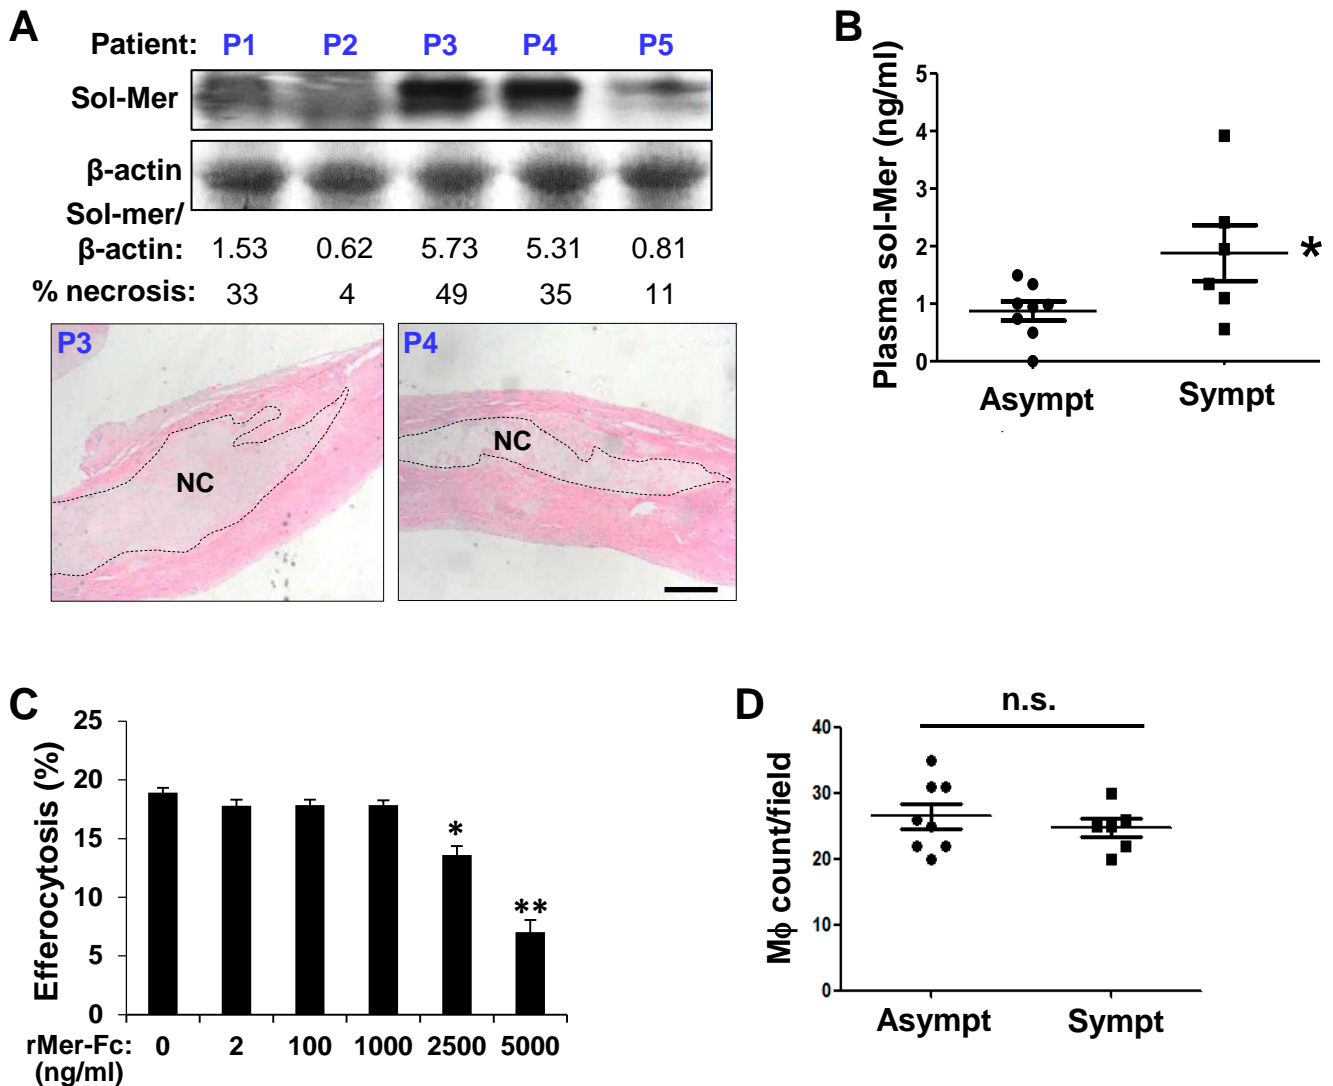 A
Patient: P1 P2 P3 P4 P5
Sol-Mer
β-actin
Sol-mer/
β-actin: 1.53 0.62 5.73 5.31 0.81
% necrosis: 33 4 49 35 11
P3
NC
P4
NC
B
Plasma sol-Mer (ng/ml)
5
4
3
2
1
0
*
Asympt Sympt
C
Efferocytosis (%)
25
20
15
10
5
0
*
**
rMer-Fc: 0 2 100 1000 2500 5000
(ng/ml)
D
n.s.
Mφ count/field
40
30
20
10
0
Asympt Sympt